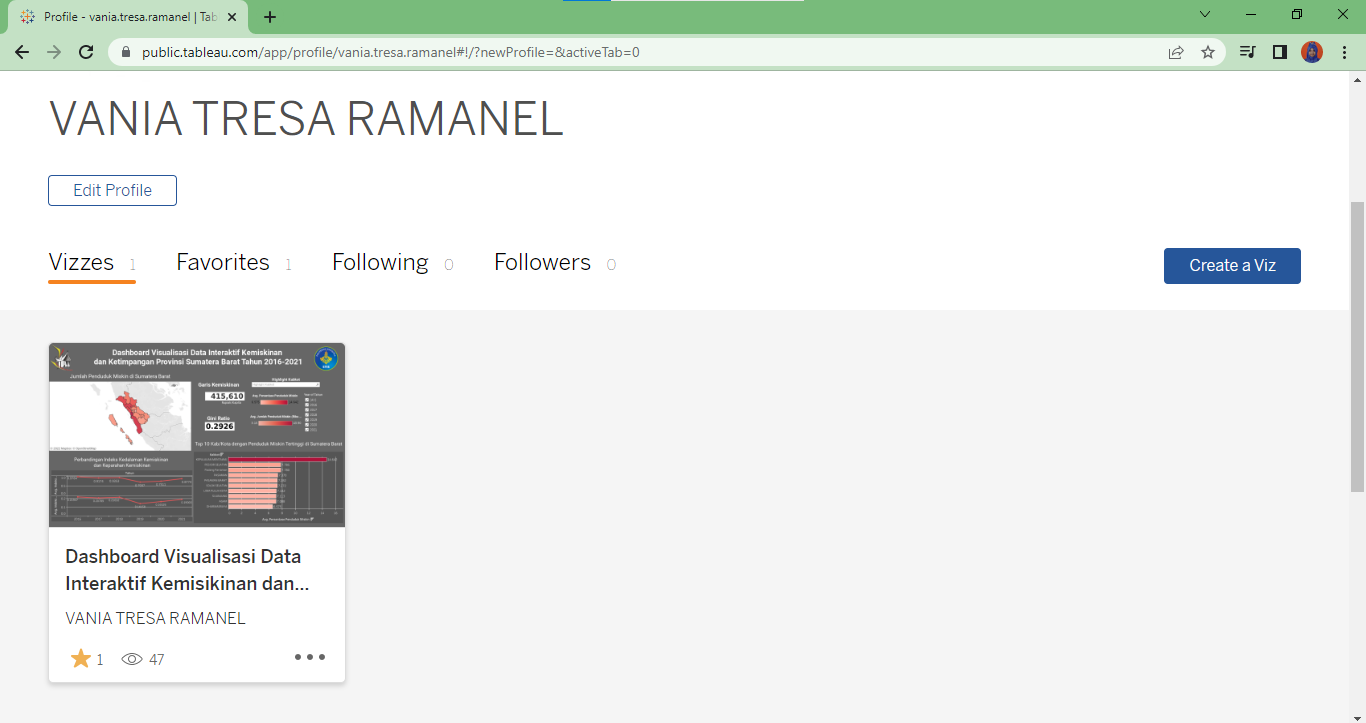 Profile - vania.tresa.ramanel | Tab
public.tableau.com/app/profile/vania.tresa.ramanel#!/?newProfile=&activeTab=0
VANIA TRESA RAMANEL
Edit Profile
Vizzes 1 Favorites 1 Following 0 Followers 0
Create a Viz
Dashboard Visualisasi Data Interaktif Kemiskinan
dan Ketimpangan Provinsi Sumatera Barat Tahun 2016-2021
Jumlah Penduduk Miskin di Sumatera Barat
Garis Kemiskinan
415,610
Gini Ratio
0.2926
Top 10 Kab/Kota dengan Penduduk Miskin Tertinggi di Sumatera Barat
Perbandingan Indeks Kedalaman Kemiskinan
dan Keparahan Kemiskinan
Dashboard Visualisasi Data
Interaktif Kemisikinan dan...
VANIA TRESA RAMANEL
1 47